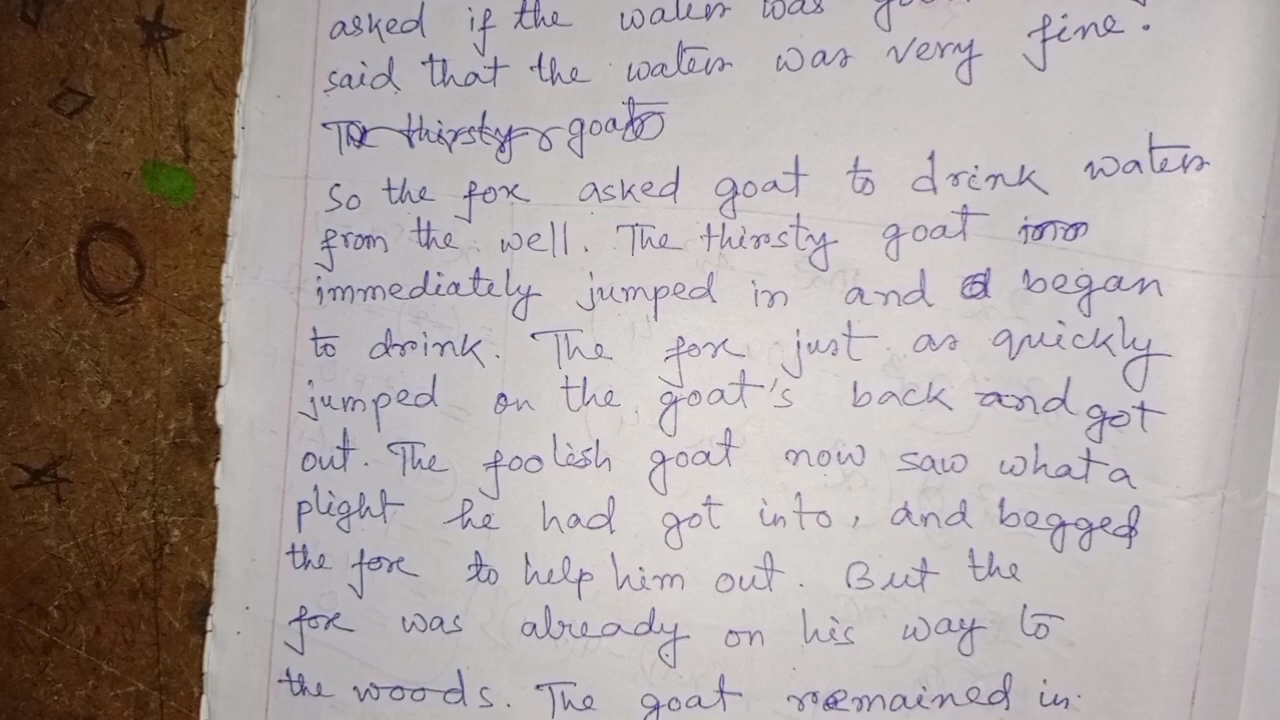 asked if the water was
said that the water was very fine.
So the fox asked goat to drink water
from the well. The thirsty goat
immediately jumped in and began
to drink. The fox just as quickly
jumped on the goat's back and got
out. The foolish goat now saw what a
plight he had got into, and begged
the fox to help him out. But the
fox was already on his way to
the woods. The goat remained in